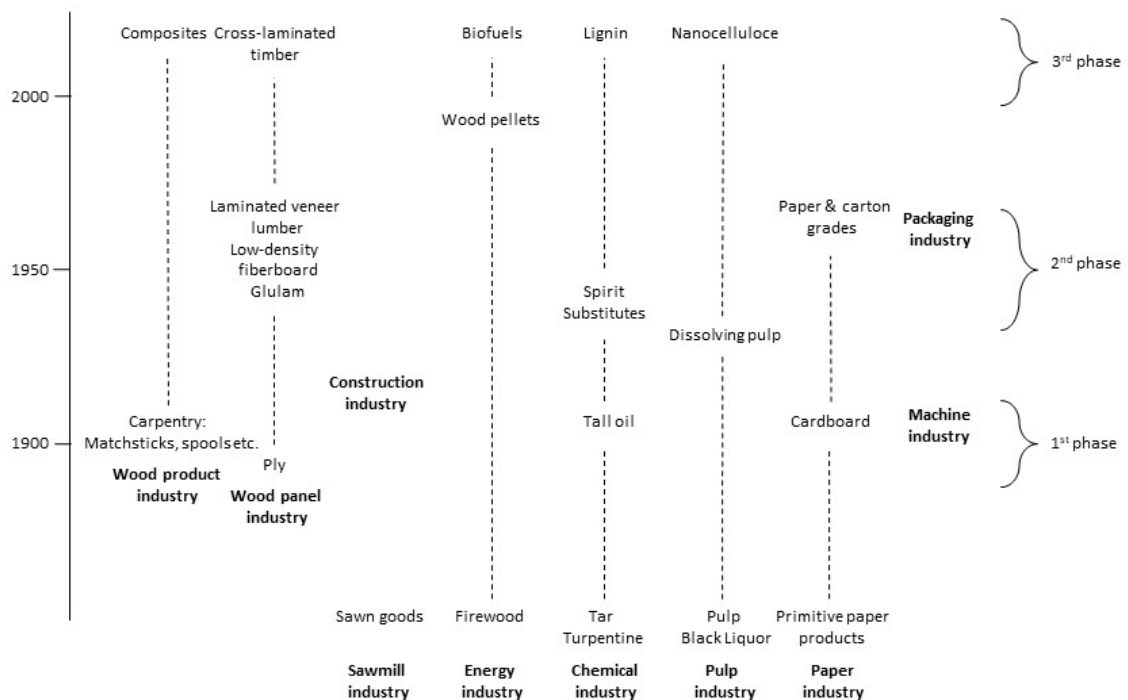 Composites
Cross-laminated
timber
Biofuels
Lignin
Nanocelluloce
3rd phase
2000
Wood pellets
Laminated veneer
lumber
Low-density
fiberboard
Glulam
Paper & carton
grades
Packaging
industry
1950
2nd phase
Spirit
Substitutes
Dissolving pulp
Construction
industry
Carpentry:
Matchsticks, spools etc.
Tall oil
Cardboard
Machine
industry
1900
1st phase
Wood product
industry
Ply
Wood panel
industry
Sawn goods
Firewood
Tar
Turpentine
Pulp
Black Liquor
Primitive paper
products
Sawmill
industry
Energy
industry
Chemical
industry
Pulp
industry
Paper
industry